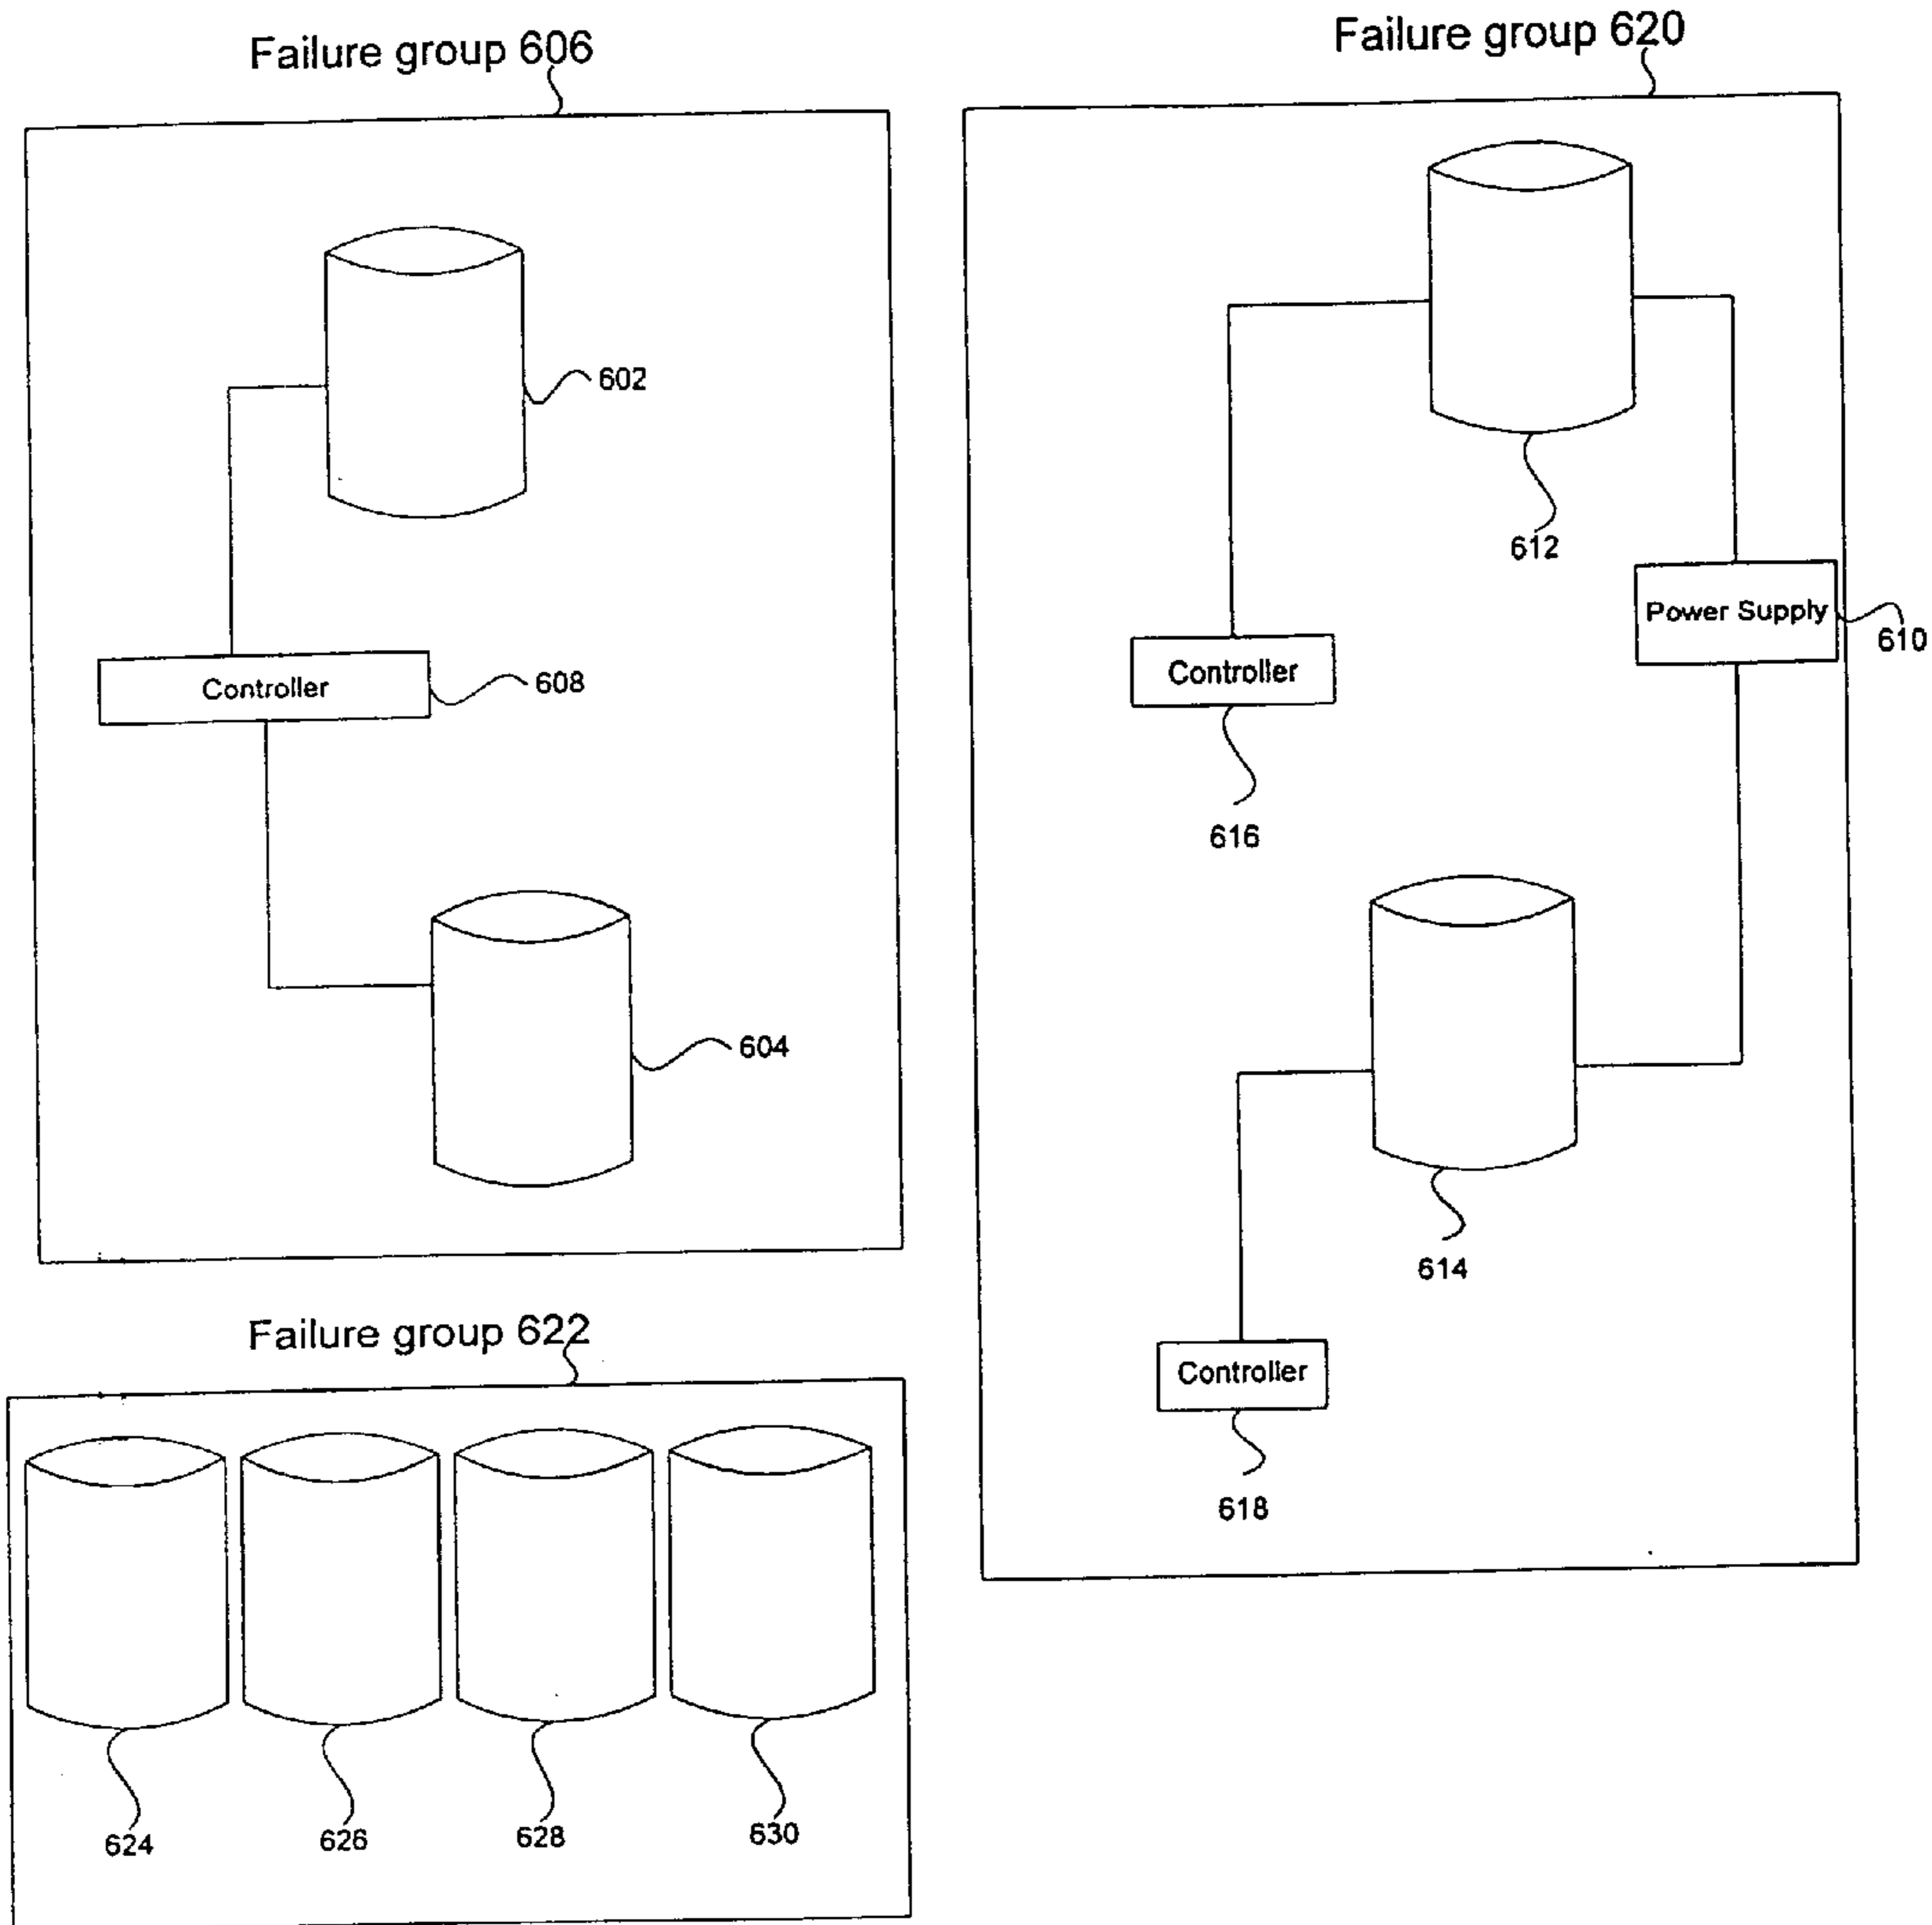 Failure group 606
602
Controller
608
604
Failure group 620
612
Power Supply
610
Controller
616
614
Controller
618
Failure group 622
624
626
628
630